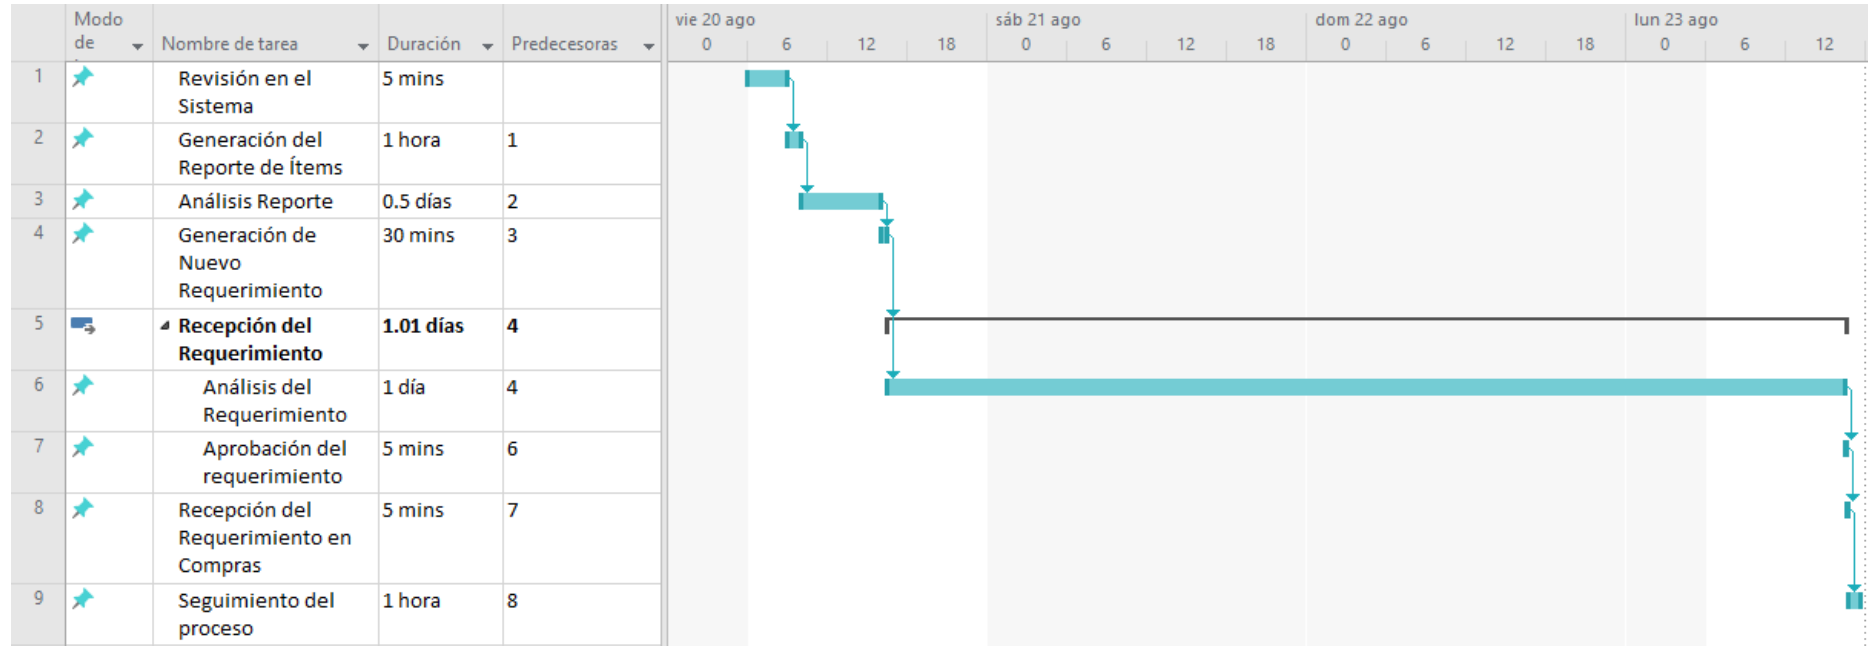 Modo
de
Nombre de tarea Duración Predecesoras
vie 20 ago sáb 21 ago dom 22 ago lun 23 ago
0 6 12 18 0 6 12 18 0 6 12 18 0 6 12
1 Revisión en el 5 mins
Sistema
2 Generación del 1 hora 1
Reporte de Ítems
3 Análisis Reporte 0.5 días 2
4 Generación de 30 mins 3
Nuevo
Requerimiento
5 Recepción del 1.01 días 4
Requerimiento
6 Análisis del 1 día 4
Requerimiento
7 Aprobación del 5 mins 6
requerimiento
8 Recepción del 5 mins 7
Requerimiento en
Compras
9 Seguimiento del 1 hora 8
proceso